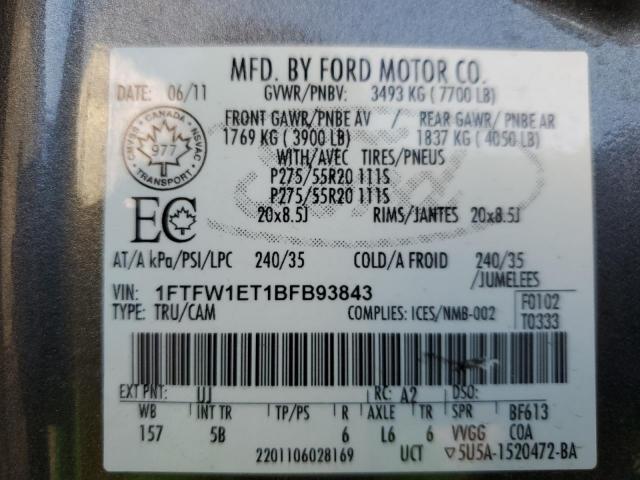 MFD. BY FORD MOTOR CO.
DATE: 06/11 GVWR/PNBV: 3493 KG ( 7700 LB)
FRONT GAWR/PNBE AV / REAR GAWR/ PNBE AR
1769 KG ( 3900 LB) 1837 KG ( 4050 LB)
WITH/AVEC TIRES/PNEUS
P275/55R20 111S
P275/55R20 111S
20x8.5J RIMS/JANTES 20x8.5J
CANADA
CMVSS NSVAC
977
TRANSPORT
EC
AT/A kPa/PSI/LPC 240/35 COLD/A FROID 240/35
/JUMELEES
VIN: 1FTFW1ET1BFB93843
TYPE: TRU/CAM COMPLIES: ICES/NMB-002
F0102
T0333
EXT PNT: UJ RC: A2 DSO:
WB INT TR TP/PS R AXLE TR SPR BF613
157 5B 6 L6 6 VVGG COA
2201106028169 UCT ▽5U5A-1520472-BA